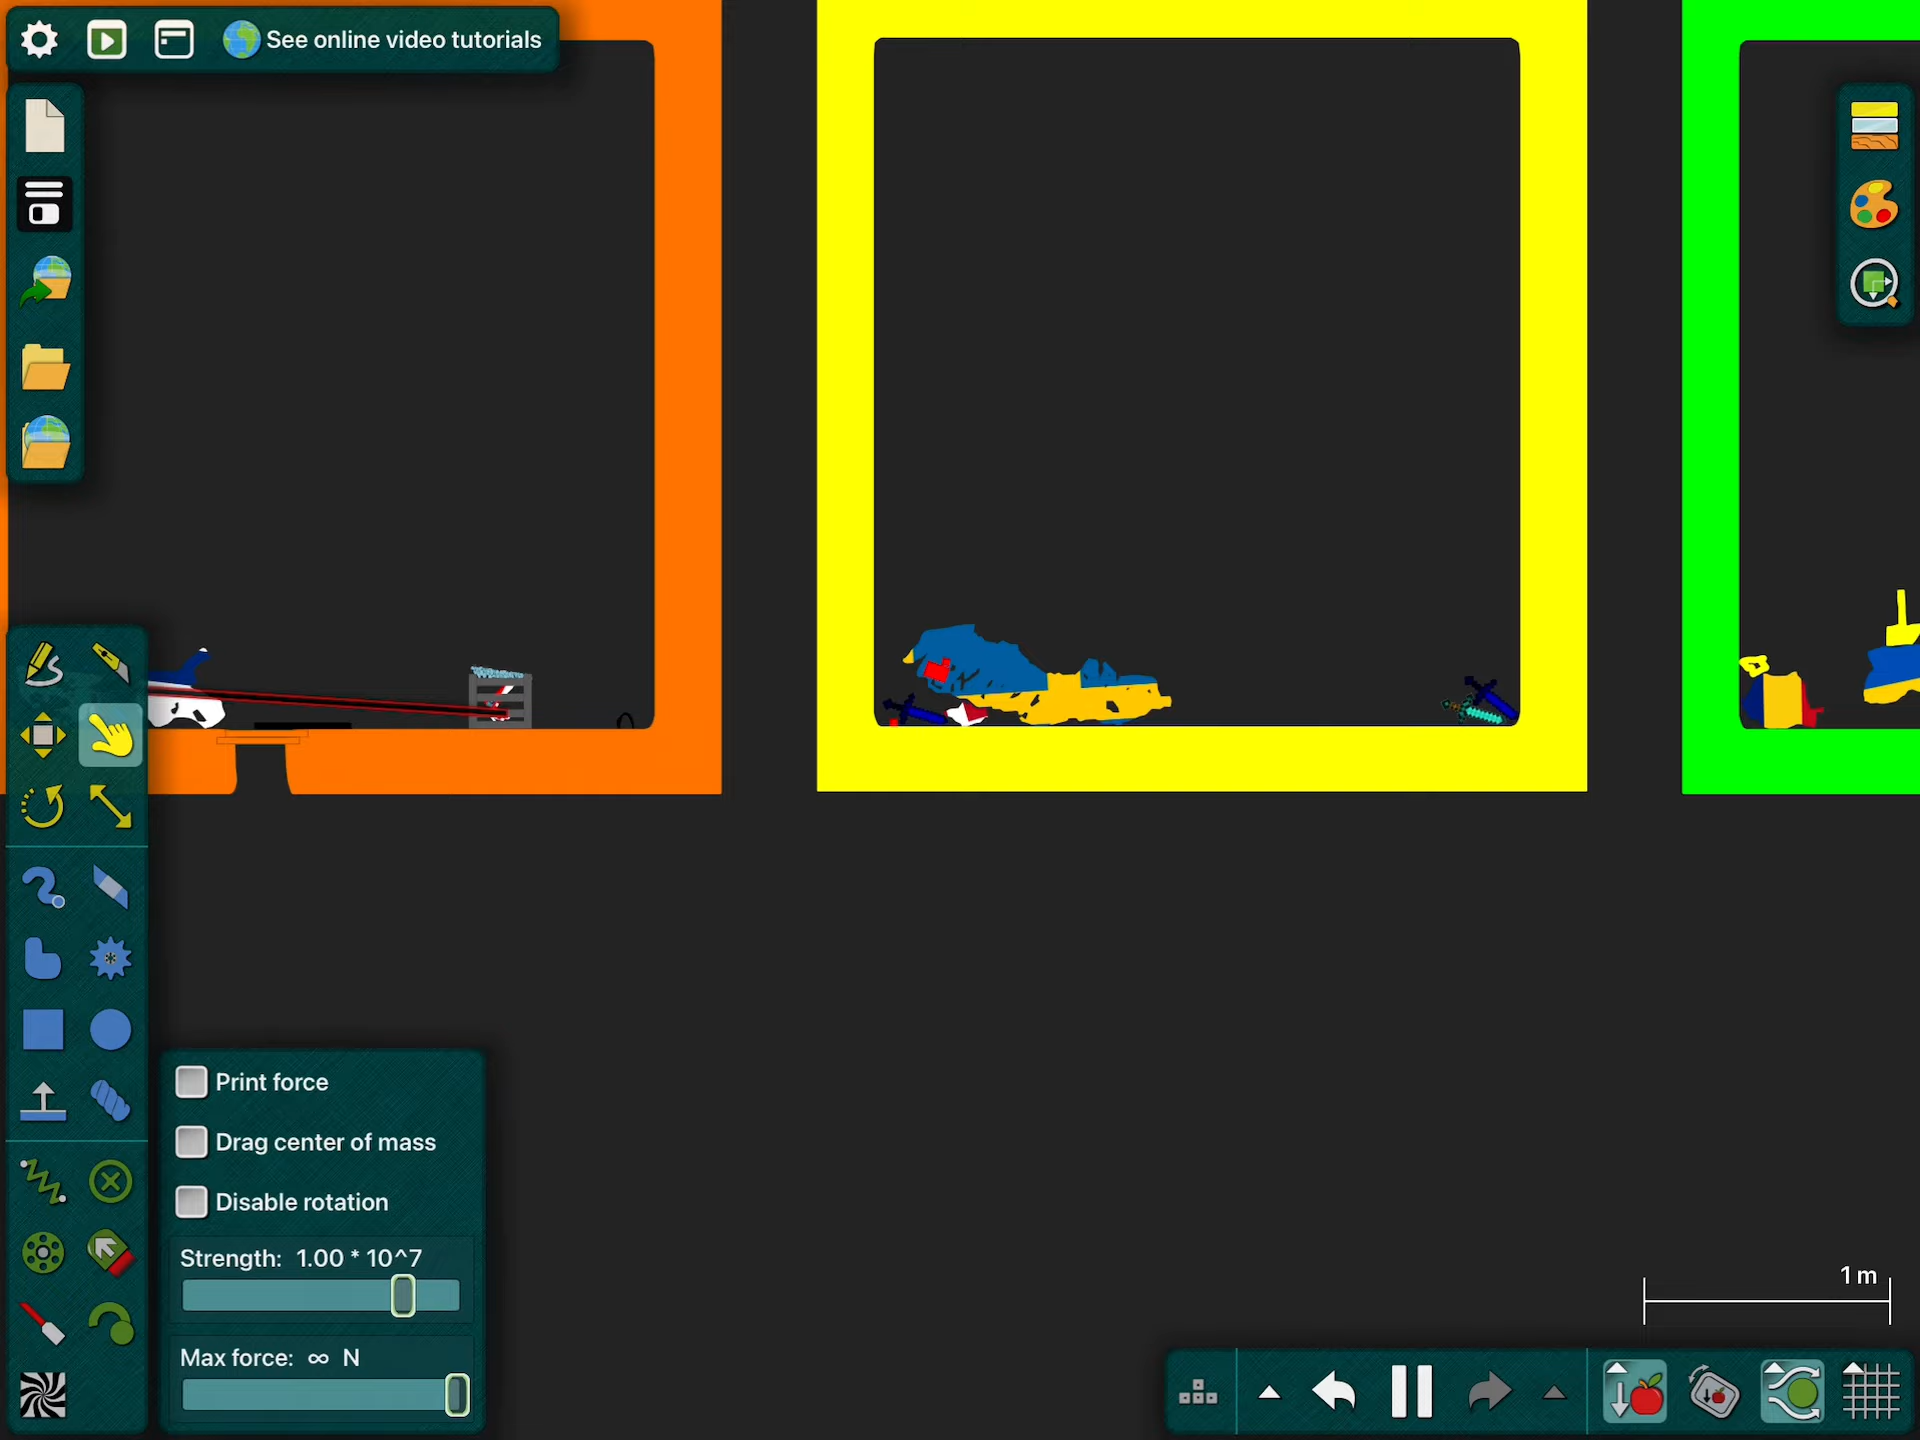 See online video tutorials
Print force
Drag center of mass
Disable rotation
Strength: 1.00 * 10^7
Max force: ∞ N
1 m